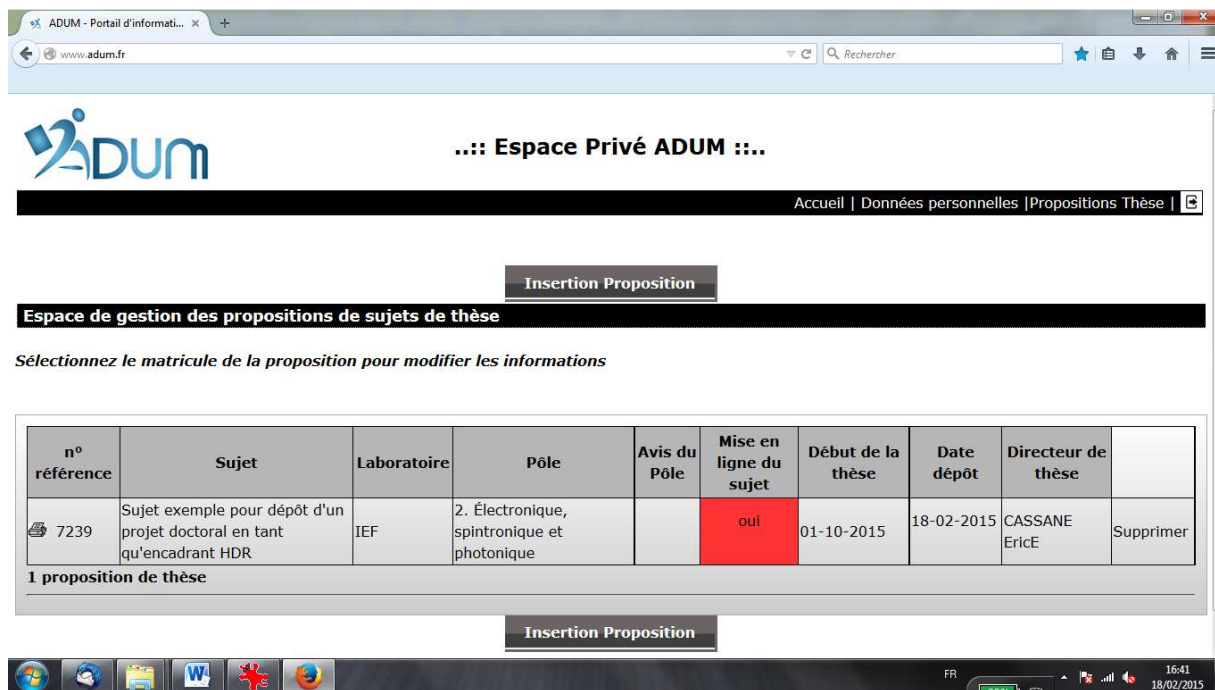 ADUM - Portail d'informati...
www.adum.fr
Rechercher
ADUM
..:: Espace Privé ADUM ::..
Accueil | Données personnelles |Propositions Thèse |
Insertion Proposition
Espace de gestion des propositions de sujets de thèse
Sélectionnez le matricule de la proposition pour modifier les informations
n° référence
Sujet
Laboratoire
Pôle
Avis du Pôle
Mise en ligne du sujet
Début de la thèse
Date dépôt
Directeur de thèse
7239
Sujet exemple pour dépôt d'un
projet doctoral en tant
qu'encadrant HDR
IEF
2. Électronique,
spintronique et
photonique
oui
01-10-2015
18-02-2015
CASSANE
EricE
Supprimer
1 proposition de thèse
Insertion Proposition
FR
16:41
18/02/2015